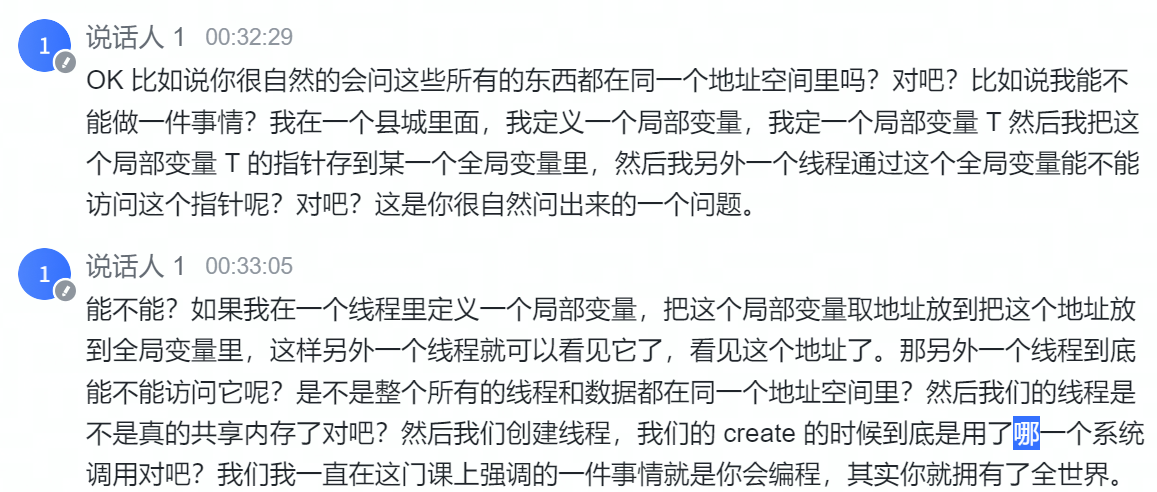 1 说话人 1 00:32:29
OK 比如说你很自然的会问这些所有的东西都在同一个地址空间里吗？对吧？比如说我能不
能做一件事情？我在一个县城里面，我定义一个局部变量，我定一个局部变量 T 然后我把这
个局部变量 T 的指针存到某一个全局变量里，然后我另外一个线程通过这个全局变量能不能
访问这个指针呢？对吧？这是你很自然问出来的一个问题。
1 说话人 1 00:33:05
能不能？如果我在一个线程里定义一个局部变量，把这个局部变量取地址放到把这个地址放
到全局变量里，这样另外一个线程就可以看见它了，看见这个地址了。那另外一个线程到底
能不能访问它呢？是不是整个所有的线程和数据都在同一个地址空间里？然后我们的线程是
不是真的共享内存了对吧？然后我们创建线程，我们的 create 的时候到底是用了哪一个系统
调用对吧？我们我一直在这门课上强调的一件事情就是你会编程，其实你就拥有了全世界。